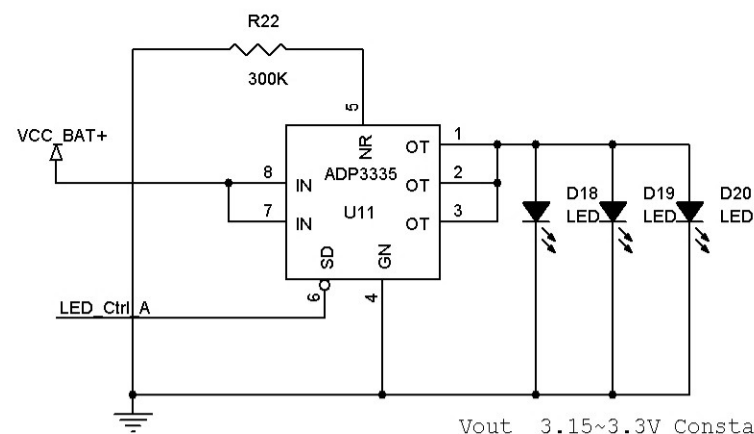 R22
300K
VCC_BAT+
5
NR
ADP3335
U11
8 IN
7 IN
OT 1
OT 2
OT 3
SD
GN
6
4
LED_Ctrl_A
D18
LED
D19
LED
D20
LED
Vout 3.15~3.3V Consta